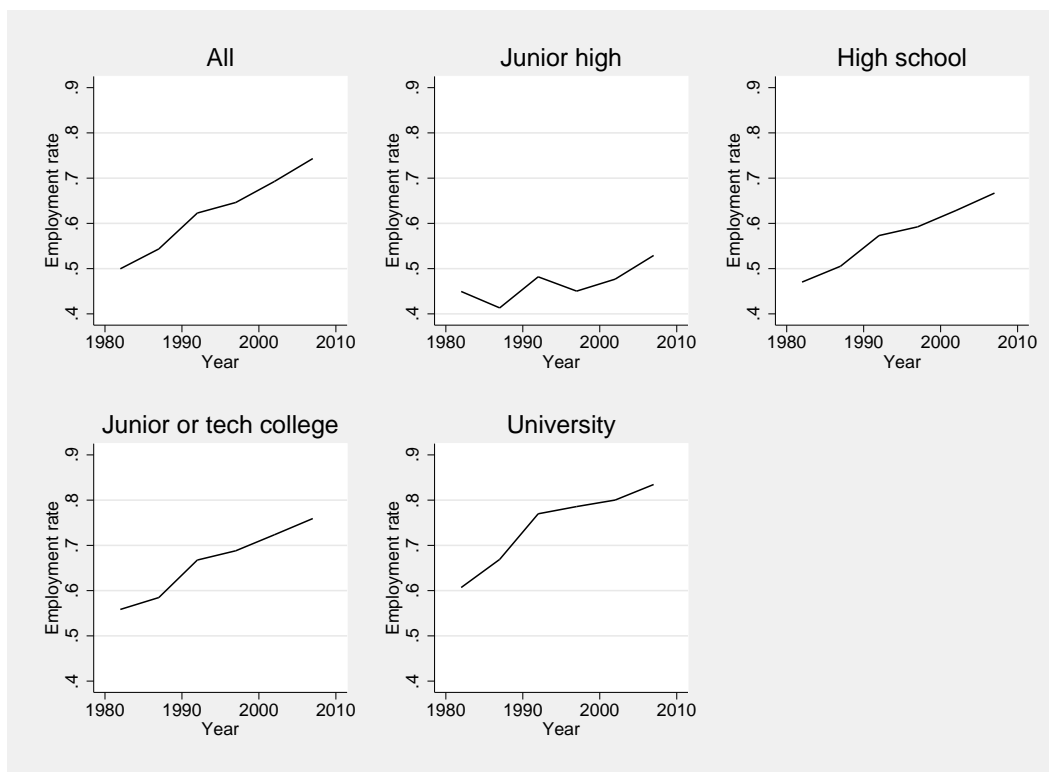 All
Employment rate
.9
.8
.7
.6
.5
.4
1980 1990 2000 2010
Year
Junior high
Employment rate
.9
.8
.7
.6
.5
.4
1980 1990 2000 2010
Year
High school
Employment rate
.9
.8
.7
.6
.5
.4
1980 1990 2000 2010
Year
Junior or tech college
Employment rate
.9
.8
.7
.6
.5
.4
1980 1990 2000 2010
Year
University
Employment rate
.9
.8
.7
.6
.5
.4
1980 1990 2000 2010
Year